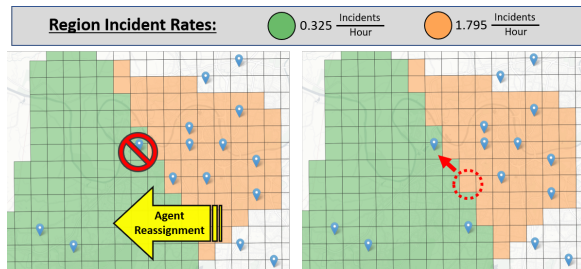 Region Incident Rates: 0.325 Incidents
Hour 1.795 Incidents
Hour
Agent
Reassignment